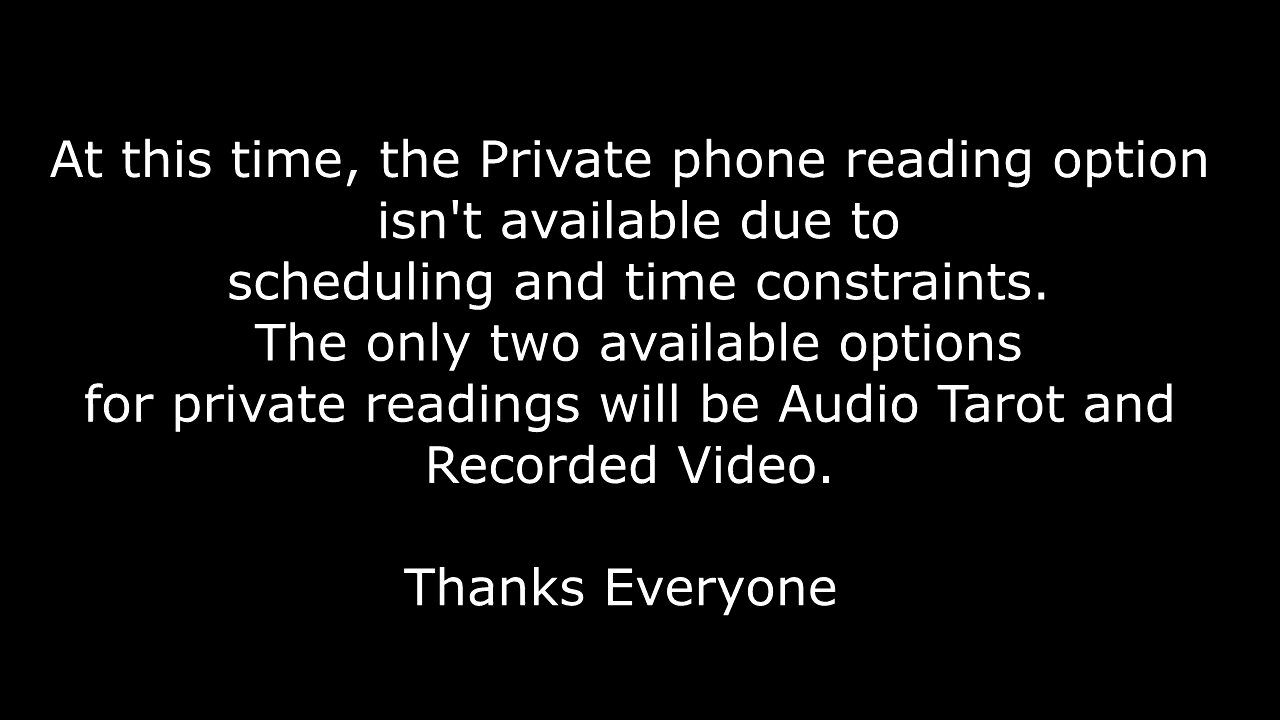 At this time, the Private phone reading option
isn't available due to
scheduling and time constraints.
The only two available options
for private readings will be Audio Tarot and
Recorded Video.
Thanks Everyone